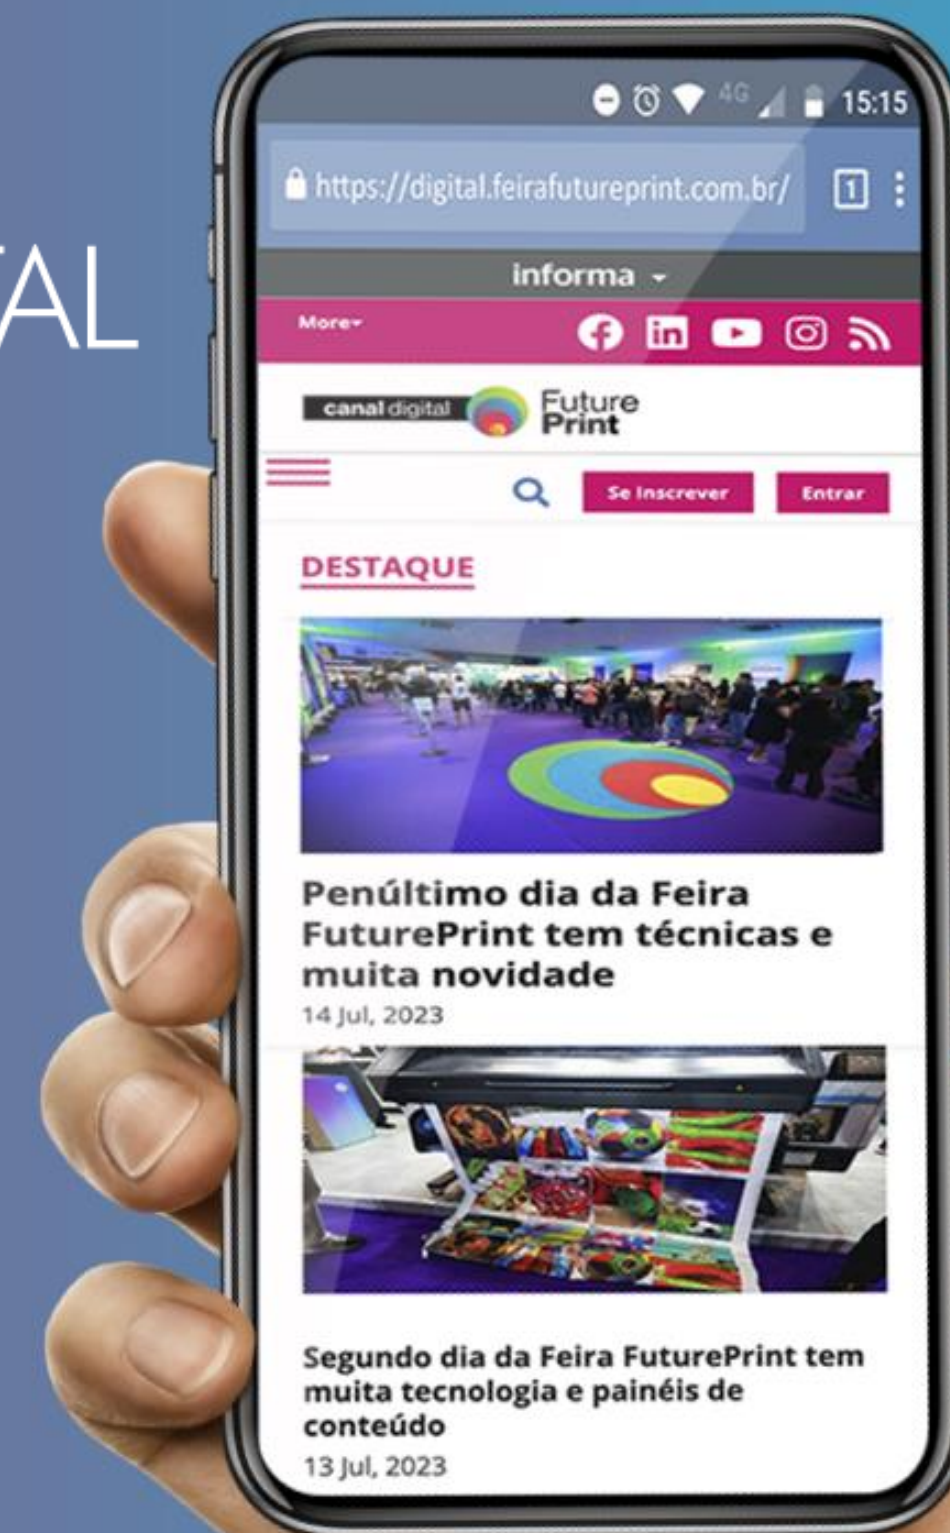 TAL
4G 15:15
https://digital.feirafutureprint.com.br/ 1
informa
More
canal digital
Future
Print
Se Inscrever Entrar
DESTAQUE
Penúltimo dia da Feira
FuturePrint tem técnicas e
muita novidade
14 Jul, 2023
Segundo dia da Feira FuturePrint tem
muita tecnologia e painéis de
conteúdo
13 Jul, 2023